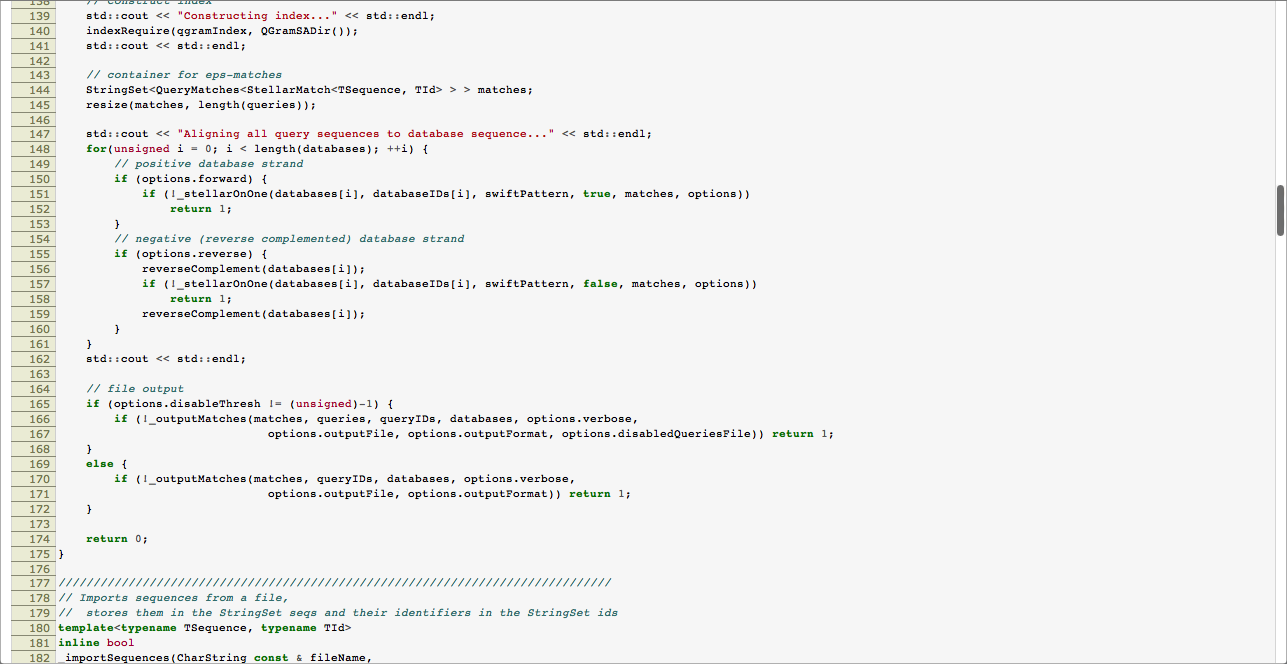 138     // construct index
139     std::cout << "Constructing index..." << std::endl;
140     indexRequire(qgramIndex, QGramSADir());
141     std::cout << std::endl;
142
143     // container for eps-matches
144     StringSet<QueryMatches<StellarMatch<TSequence, TId> > > matches;
145     resize(matches, length(queries));
146
147     std::cout << "Aligning all query sequences to database sequence..." << std::endl;
148     for(unsigned i = 0; i < length(databases); ++i) {
149         // positive database strand
150         if (options.forward) {
151             if (!_stellarOnOne(databases[i], databaseIDs[i], swiftPattern, true, matches, options))
152                 return 1;
153         }
154         // negative (reverse complemented) database strand
155         if (options.reverse) {
156             reverseComplement(databases[i]);
157             if (!_stellarOnOne(databases[i], databaseIDs[i], swiftPattern, false, matches, options))
158                 return 1;
159             reverseComplement(databases[i]);
160         }
161     }
162     std::cout << std::endl;
163
164     // file output
165     if (options.disableThresh != (unsigned)-1) {
166         if (!_outputMatches(matches, queries, queryIDs, databases, options.verbose,
167                               options.outputFile, options.outputFormat, options.disabledQueriesFile)) return 1;
168     }
169     else {
170         if (!_outputMatches(matches, queryIDs, databases, options.verbose,
171                               options.outputFile, options.outputFormat)) return 1;
172     }
173
174     return 0;
175 }
176
177 ///////////////////////////////////////////////////////////////////////////////
178 // Imports sequences from a file,
179 //  stores them in the StringSet seqs and their identifiers in the StringSet ids
180 template<typename TSequence, typename TId>
181 inline bool
182 _importSequences(CharString const & fileName,